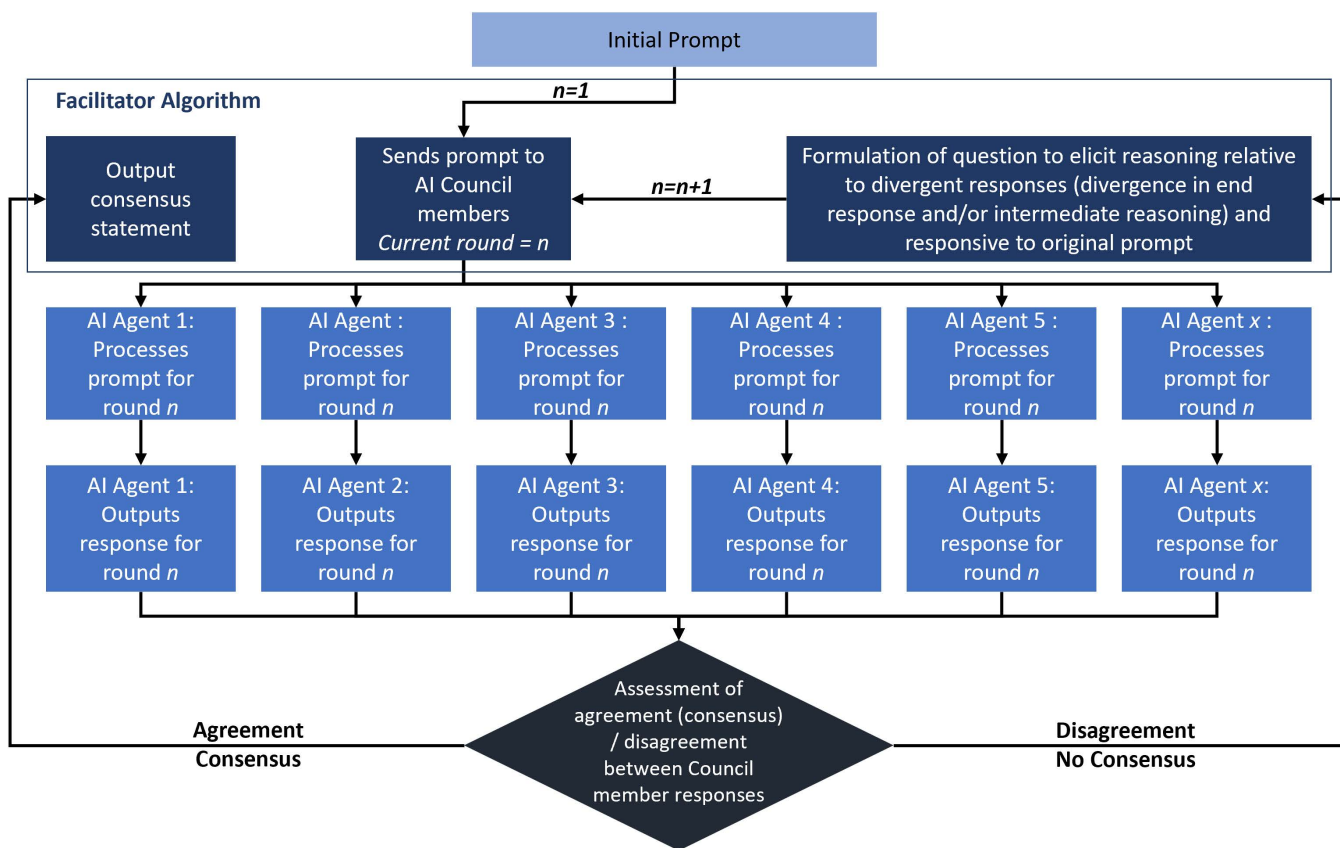 Initial Prompt
n=1
Facilitator Algorithm
Output
consensus
statement
Sends prompt to
AI Council
members
Current round = n
n=n+1
Formulation of question to elicit reasoning relative
to divergent responses (divergence in end
response and/or intermediate reasoning) and
responsive to original prompt
AI Agent 1:
Processes
prompt for
round n
AI Agent :
Processes
prompt for
round n
AI Agent 3 :
Processes
prompt for
round n
AI Agent 4 :
Processes
prompt for
round n
AI Agent 5 :
Processes
prompt for
round n
AI Agent x :
Processes
prompt for
round n
AI Agent 1:
Outputs
response for
round n
AI Agent 2:
Outputs
response for
round n
AI Agent 3:
Outputs
response for
round n
AI Agent 4:
Outputs
response for
round n
AI Agent 5:
Outputs
response for
round n
AI Agent x:
Outputs
response for
round n
Assessment of
agreement (consensus)
/ disagreement
between Council
member responses
Agreement
Consensus
Disagreement
No Consensus